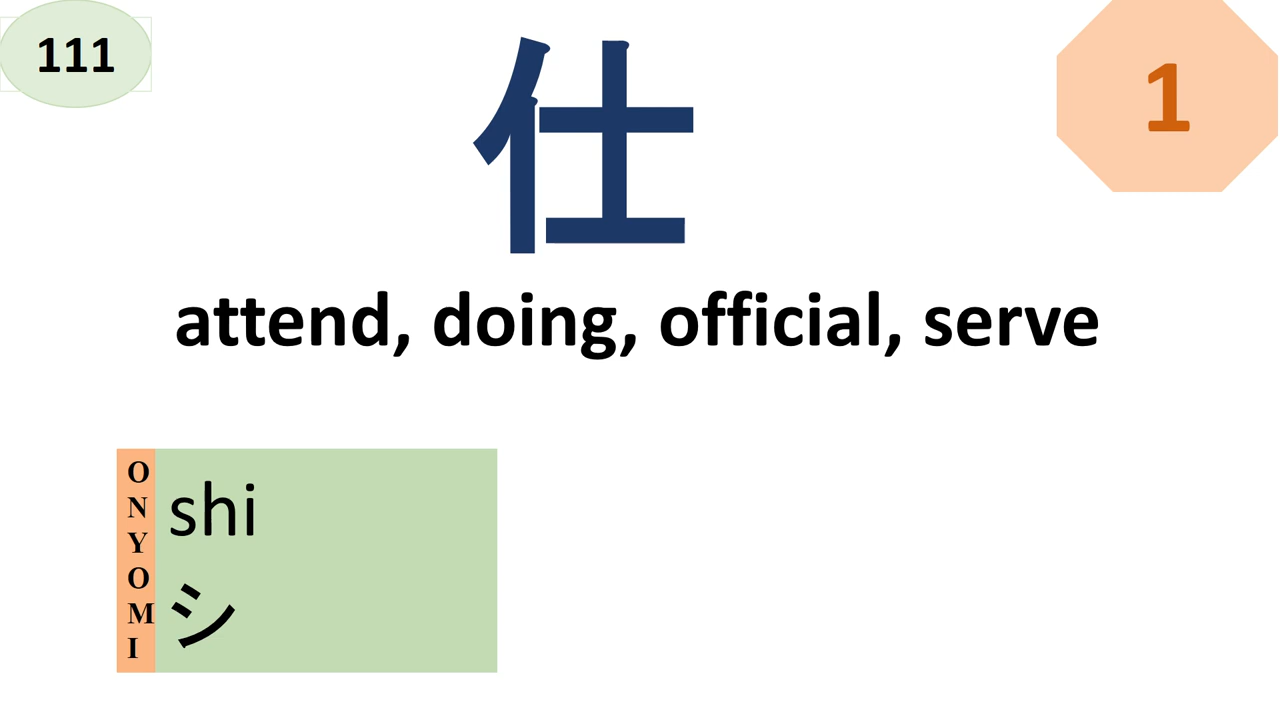 111
仕
1
attend, doing, official, serve
ONYOMI
shi
シ